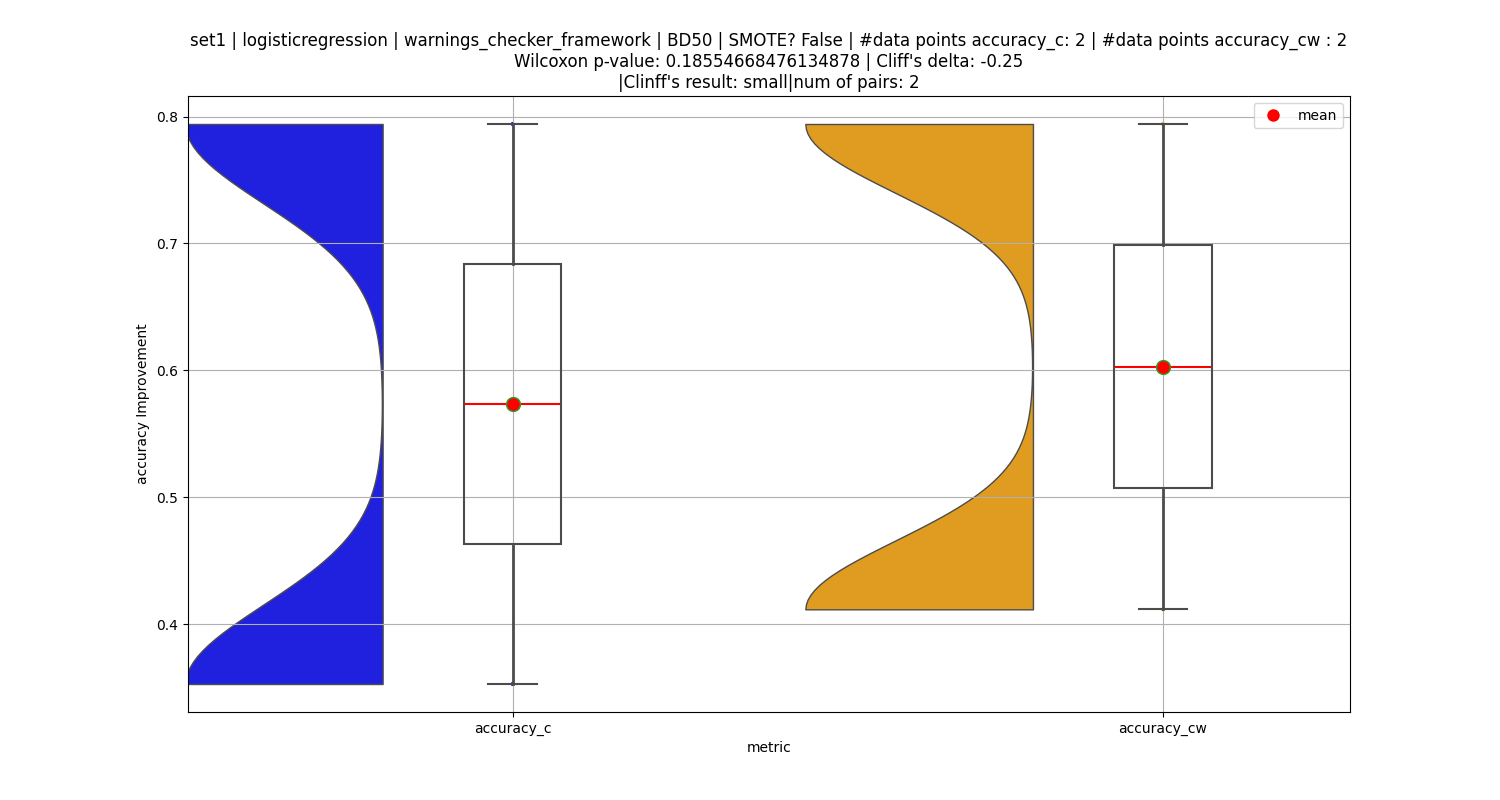 set1 | logisticregression | warnings_checker_framework | BD50 | SMOTE? False | #data points accuracy_c: 2 | #data points accuracy_cw : 2
Wilcoxon p-value: 0.18554668476134878 | Cliff's delta: -0.25
|Clinff's result: small|num of pairs: 2
mean
0.8
0.7
0.6
0.5
0.4
accuracy Improvement
accuracy_c
accuracy_cw
metric